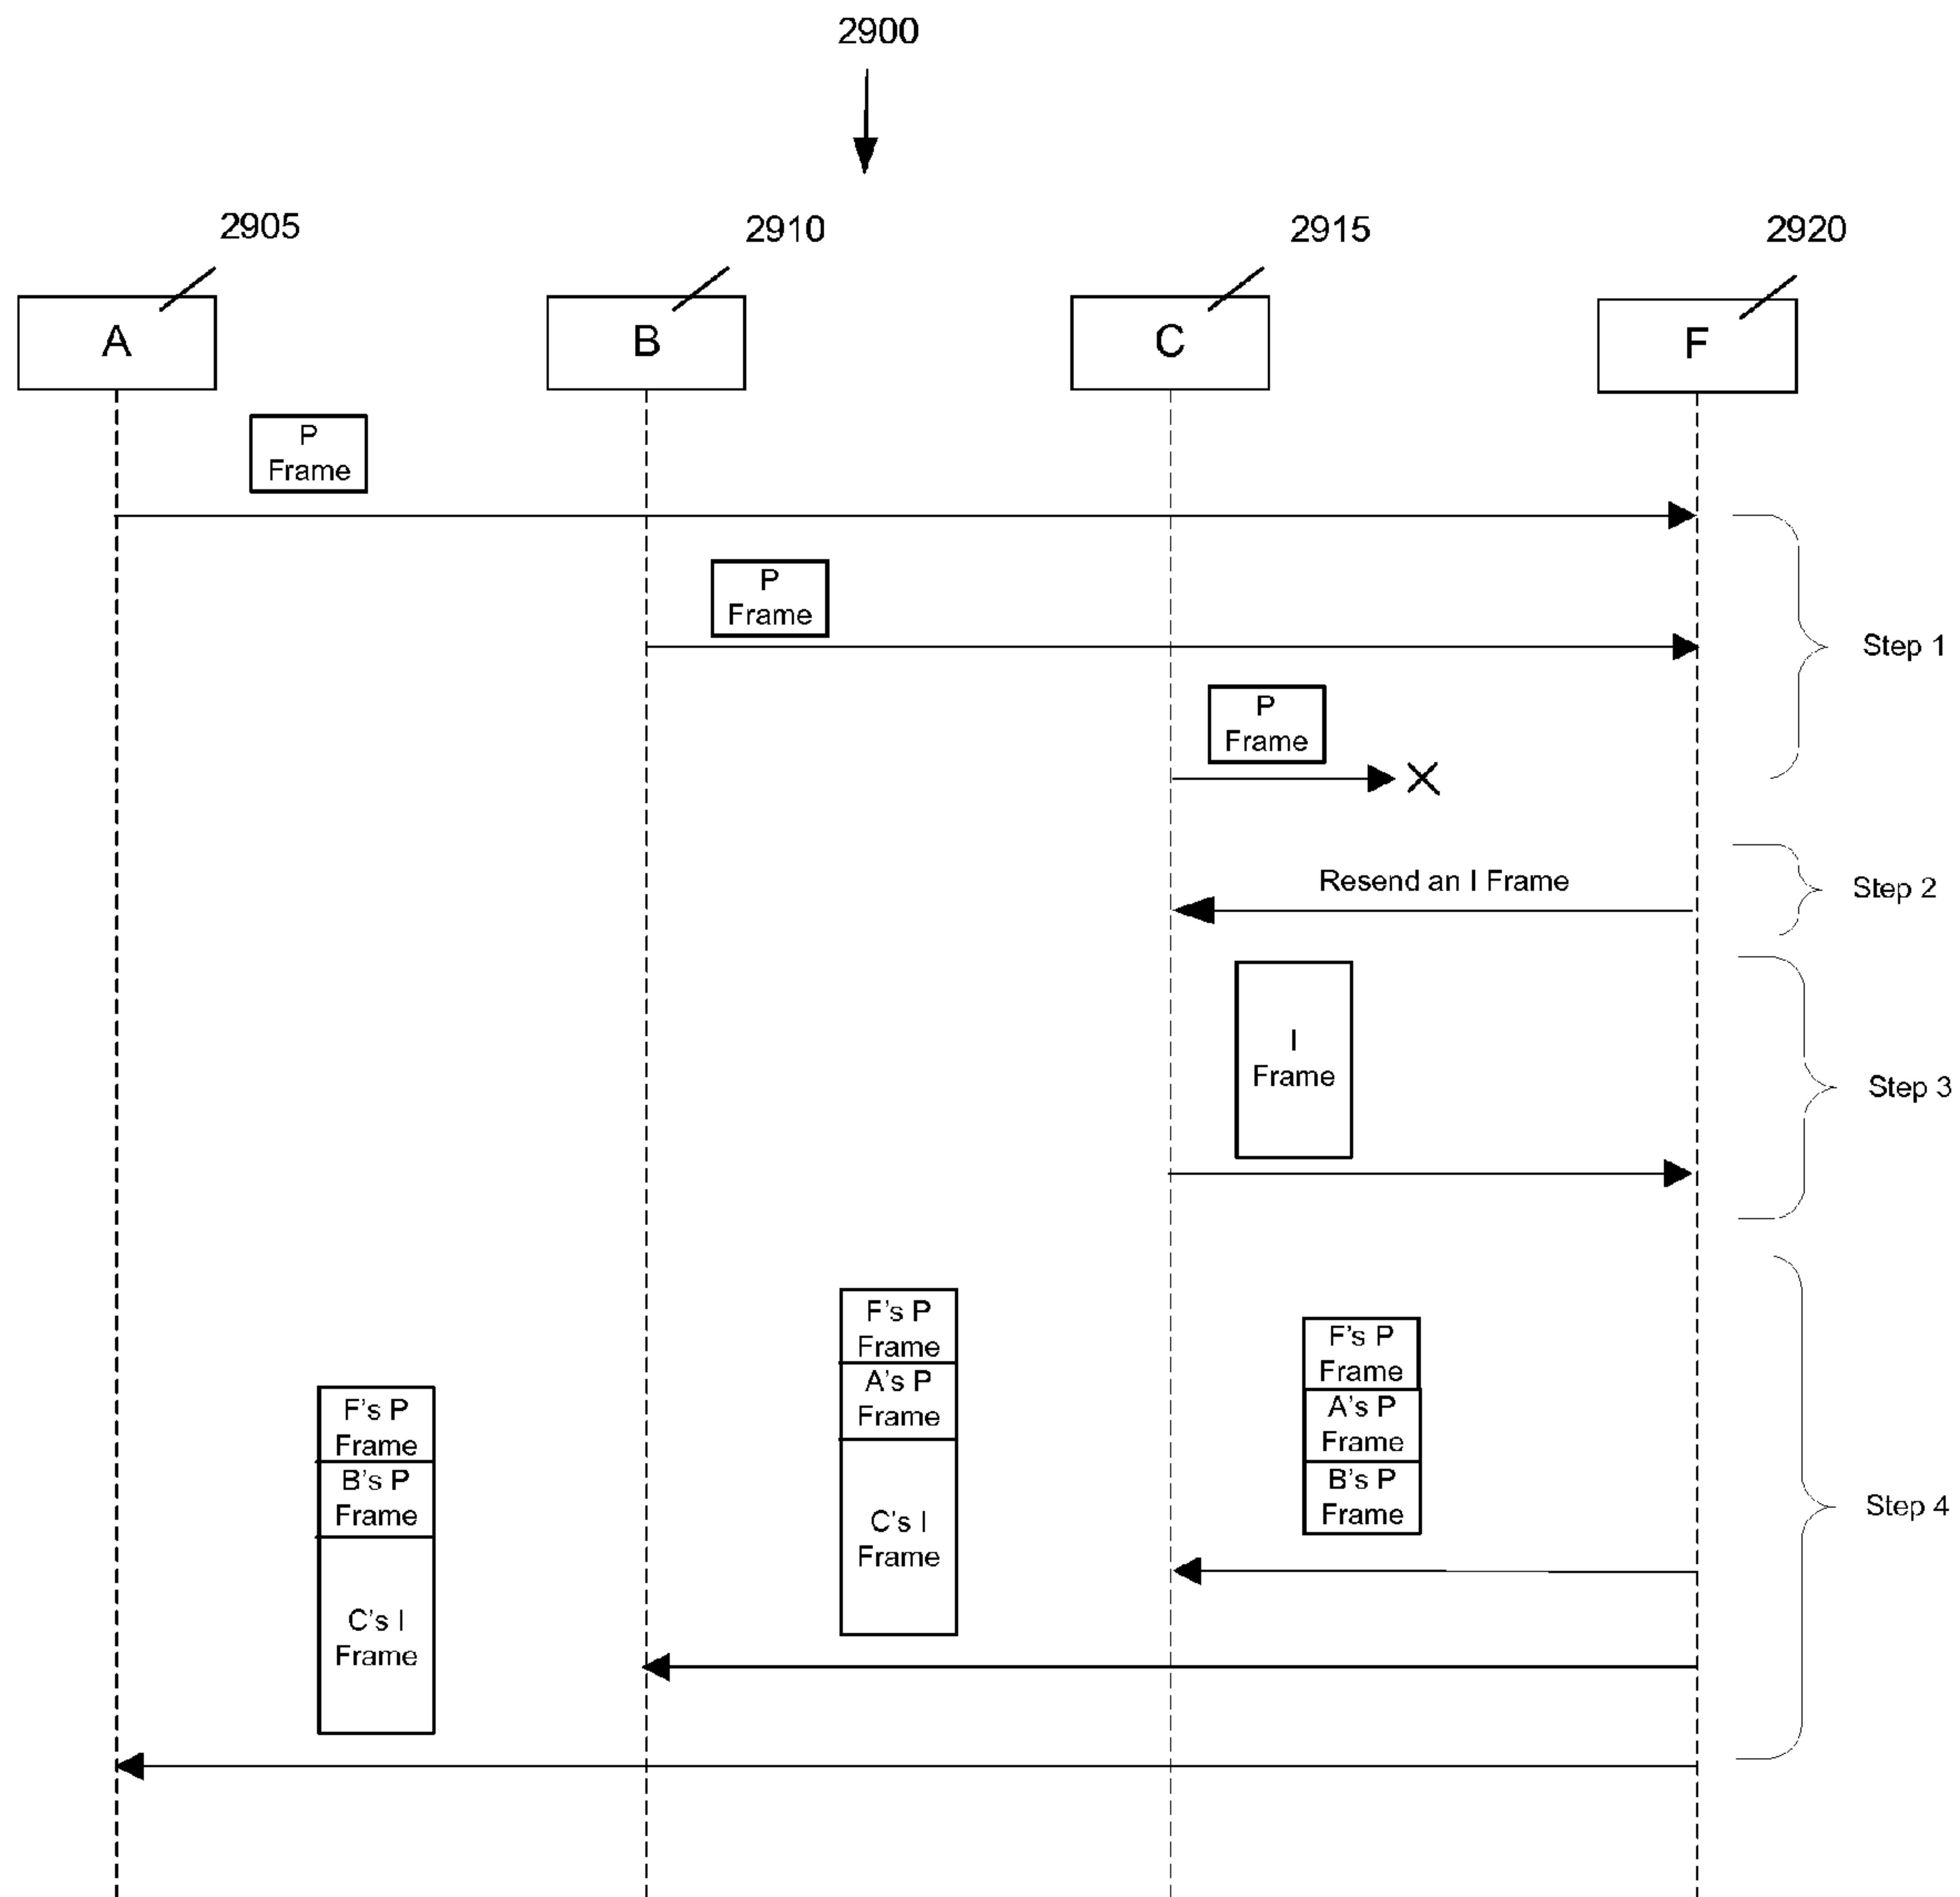 2900
2905
2910
2915
2920
A
B
C
F
P
Frame
P
Frame
Step 1
P
Frame
Resend an I Frame
Step 2
I
Frame
Step 3
F's P
Frame
A's P
Frame
C's I
Frame
F's P
Frame
A's P
Frame
B's P
Frame
F's P
Frame
B's P
Frame
C's I
Frame
Step 4